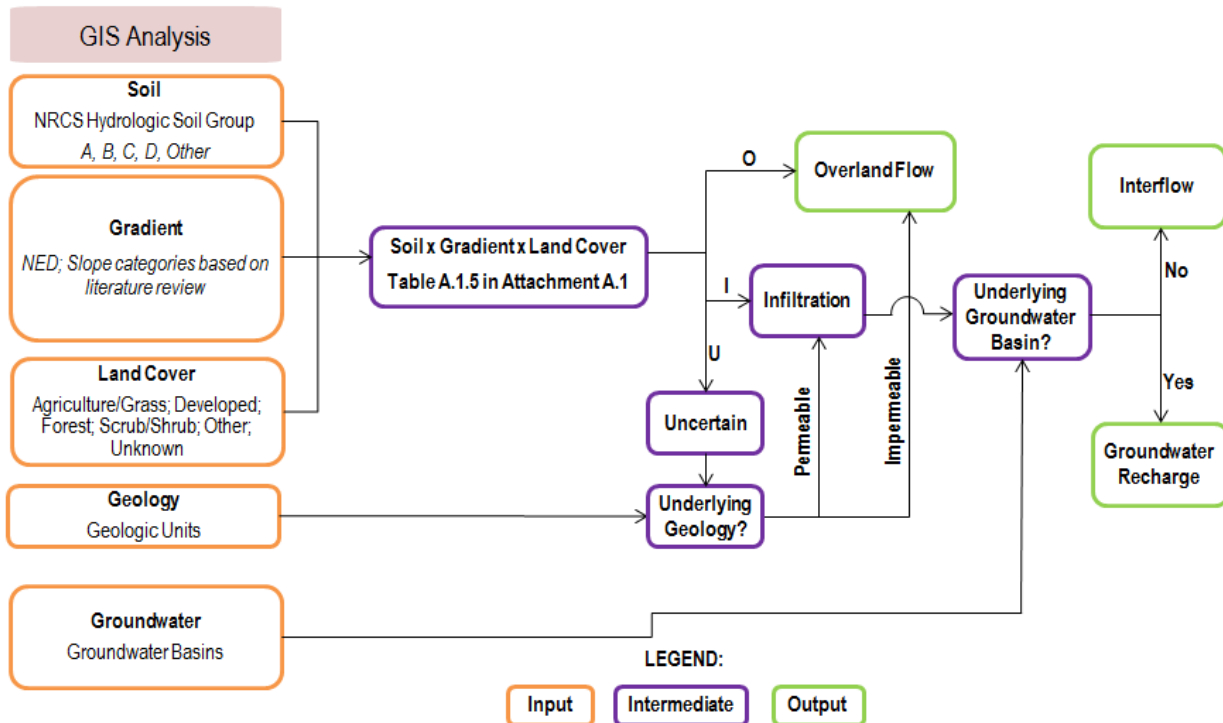 GIS Analysis
Soil
NRCS Hydrologic Soil Group
A, B, C, D, Other
Gradient
NED; Slope categories based on
literature review
Land Cover
Agriculture/Grass; Developed;
Forest; Scrub/Shrub; Other;
Unknown
Geology
Geologic Units
Groundwater
Groundwater Basins
Soil x Gradient x Land Cover
Table A.1.5 in Attachment A.1
O
I
U
Overland Flow
Infiltration
Uncertain
Underlying
Geology?
Permeable
Impermeable
Underlying
Groundwater
Basin?
No
Yes
Interflow
Groundwater
Recharge
LEGEND:
Input
Intermediate
Output